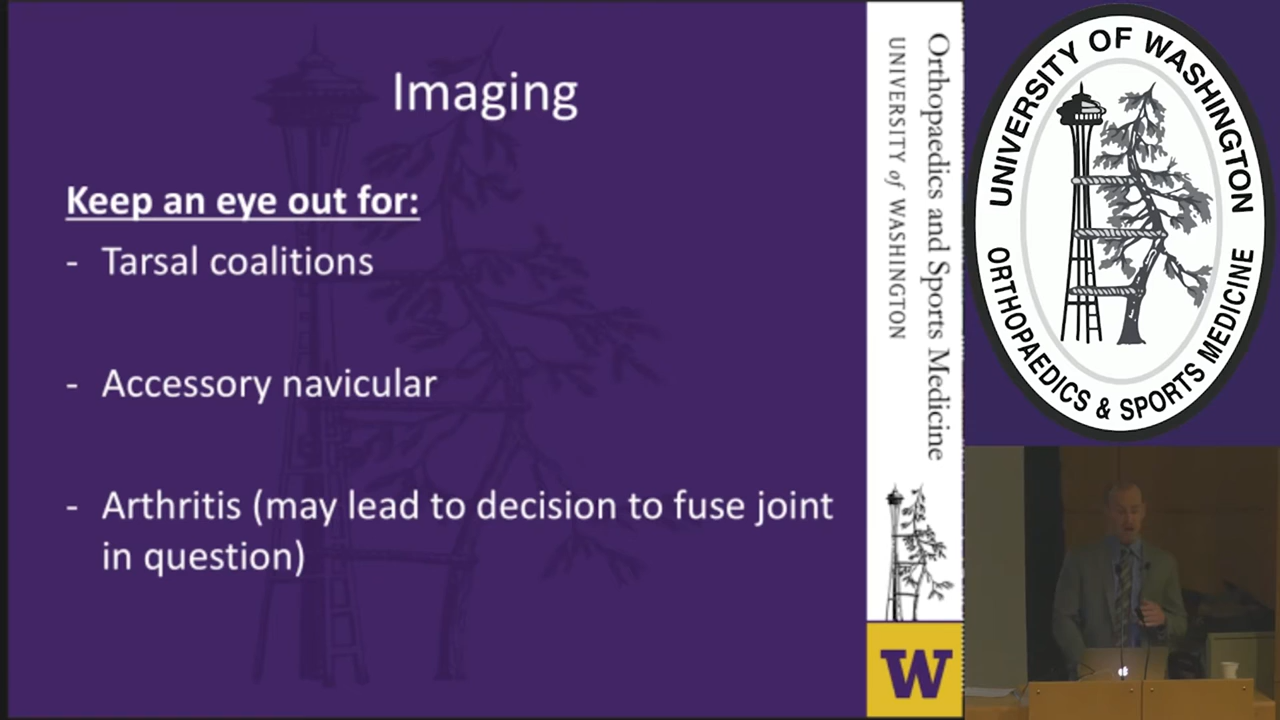 Imaging
Keep an eye out for:
- Tarsal coalitions
- Accessory navicular
- Arthritis (may lead to decision to fuse joint
in question)
Orthopaedics and Sports Medicine
UNIVERSITY of WASHINGTON
W
UNIVERSITY OF WASHINGTON
ORTHOPAEDICS & SPORTS MEDICINE